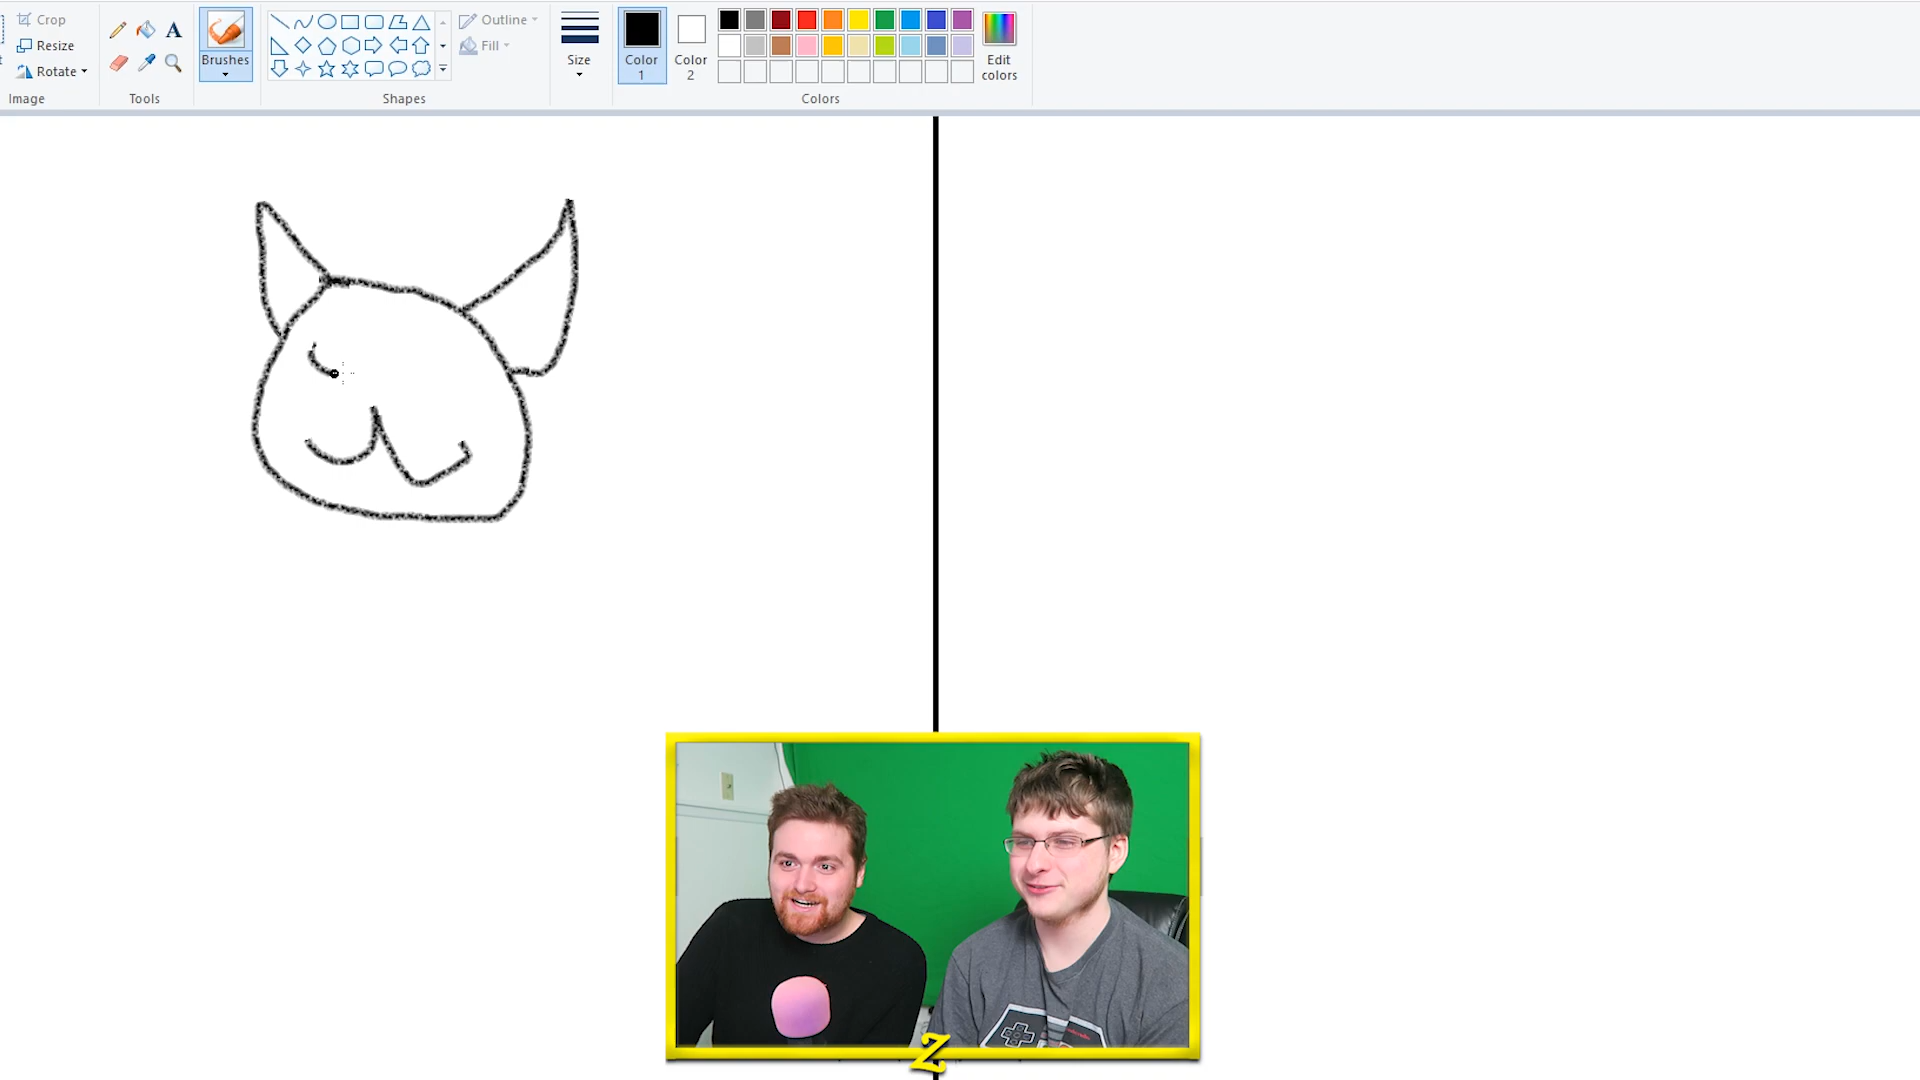 Crop
Resize
Rotate
Image
A
Tools
Brushes
Shapes
Outline
Fill
Size
Color
1
Color
2
Edit
colors
Colors
Z